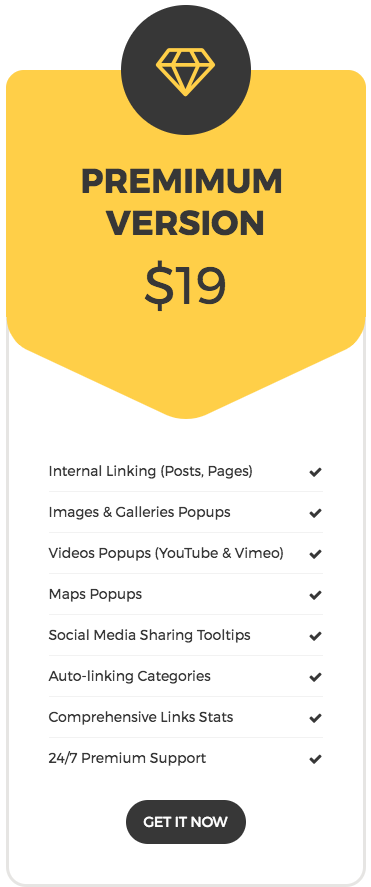 PREMIMUM
VERSION
$19
Internal Linking (Posts, Pages)
Images & Galleries Popups
Videos Popups (YouTube & Vimeo)
Maps Popups
Social Media Sharing Tooltips
Auto-linking Categories
Comprehensive Links Stats
24/7 Premium Support
GET IT NOW